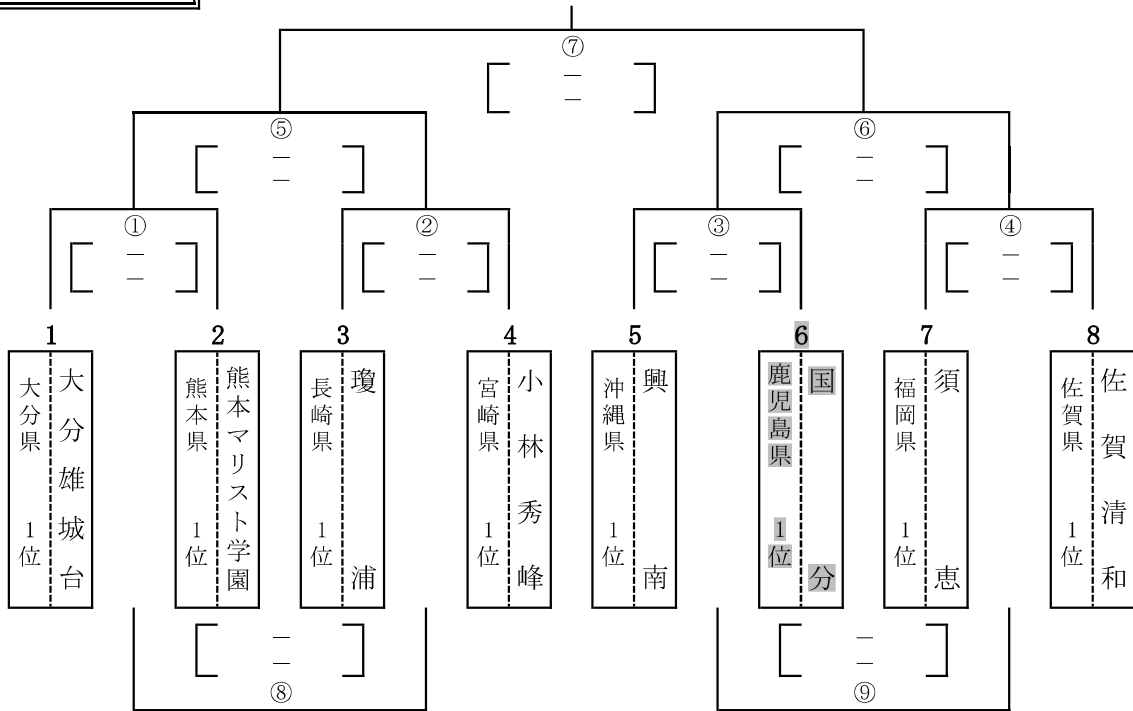 ⑦
－
－
⑤
⑥
－
－
－
－
①
②
③
④
－
－
－
－
－
－
－
－
1
2
3
4
5
6
7
8
大分雄城台
大分県 1位
熊本マリスト学園
熊本県 1位
瓊浦
長崎県 1位
小林秀峰
宮崎県 1位
興南
沖縄県 1位
国分
鹿児島県 1位
須恵
福岡県 1位
佐賀清和
佐賀県 1位
－
－
－
－
⑧
⑨